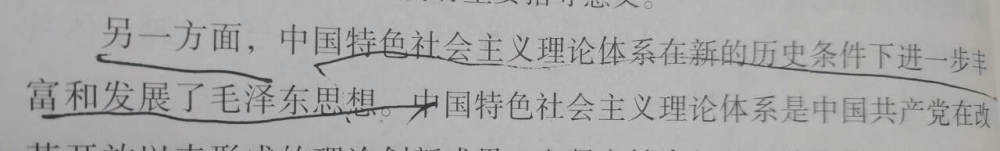 另一方面，中国特色社会主义理论体系在新的历史条件下进一步丰
富和发展了毛泽东思想。中国特色社会主义理论体系是中国共产党在改